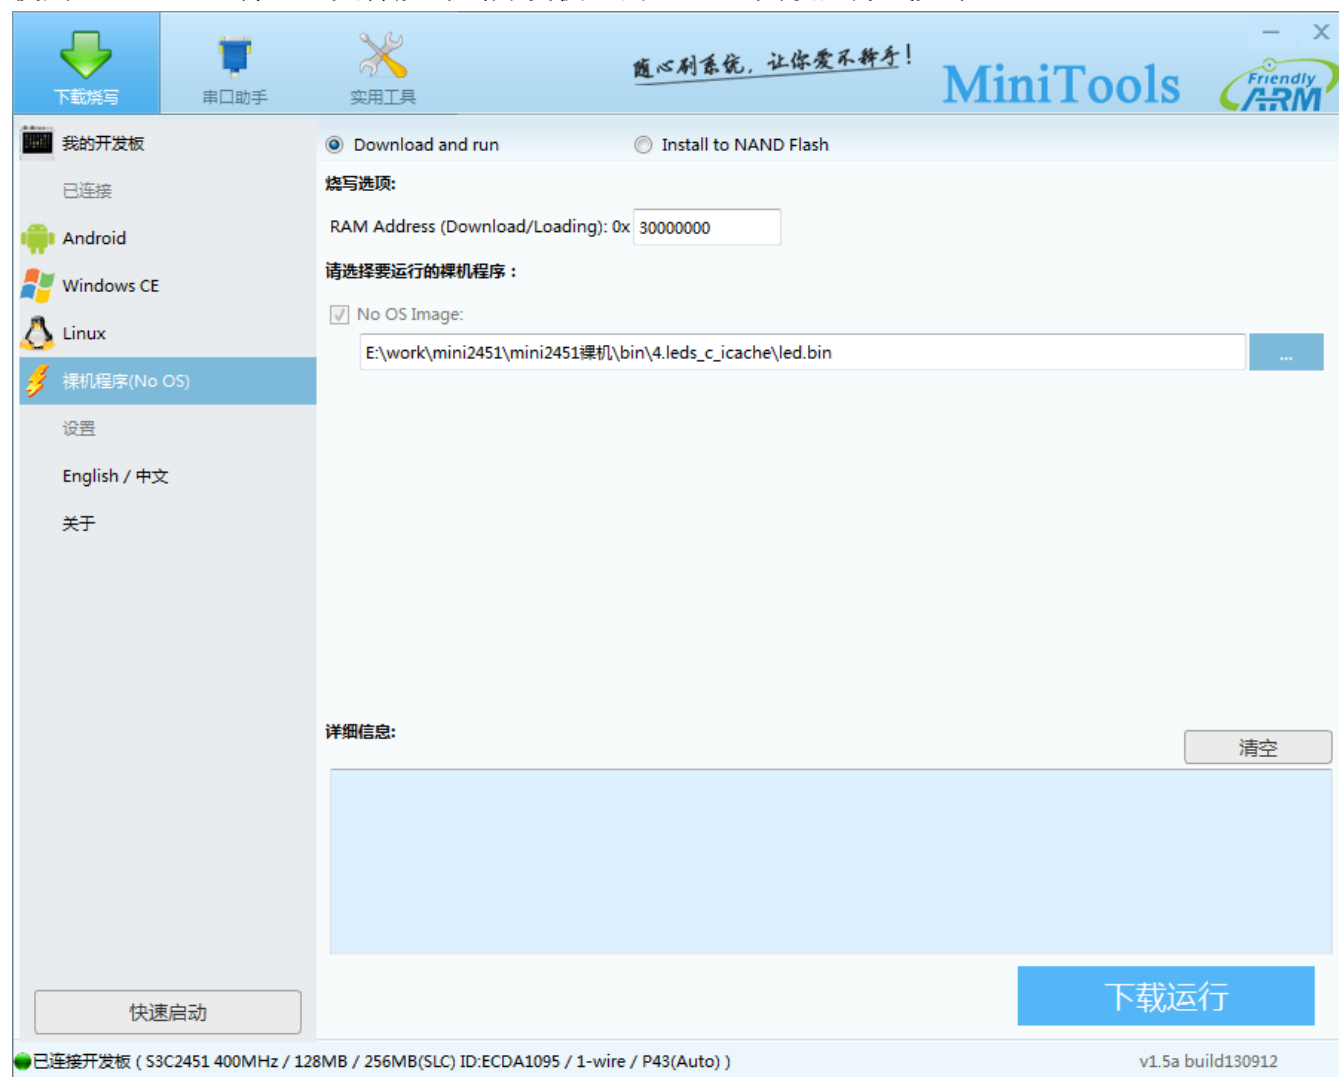 随心刷系统，让你爱不释手！
MiniTools
Friendly
ARM
下载烧写
串口助手
实用工具
我的开发板
已连接
Android
Windows CE
Linux
裸机程序(No OS)
设置
English / 中文
关于
快速启动
Download and run
Install to NAND Flash
烧写选项:
RAM Address (Download/Loading): 0x 30000000
请选择要运行的裸机程序：
No OS Image:
E:\work\mini2451\mini2451裸机\bin\4.leds_c_icache\led.bin
...
详细信息:
清空
下载运行
已连接开发板 ( S3C2451 400MHz / 128MB / 256MB(SLC) ID:ECDA1095 / 1-wire / P43(Auto) )
v1.5a build130912